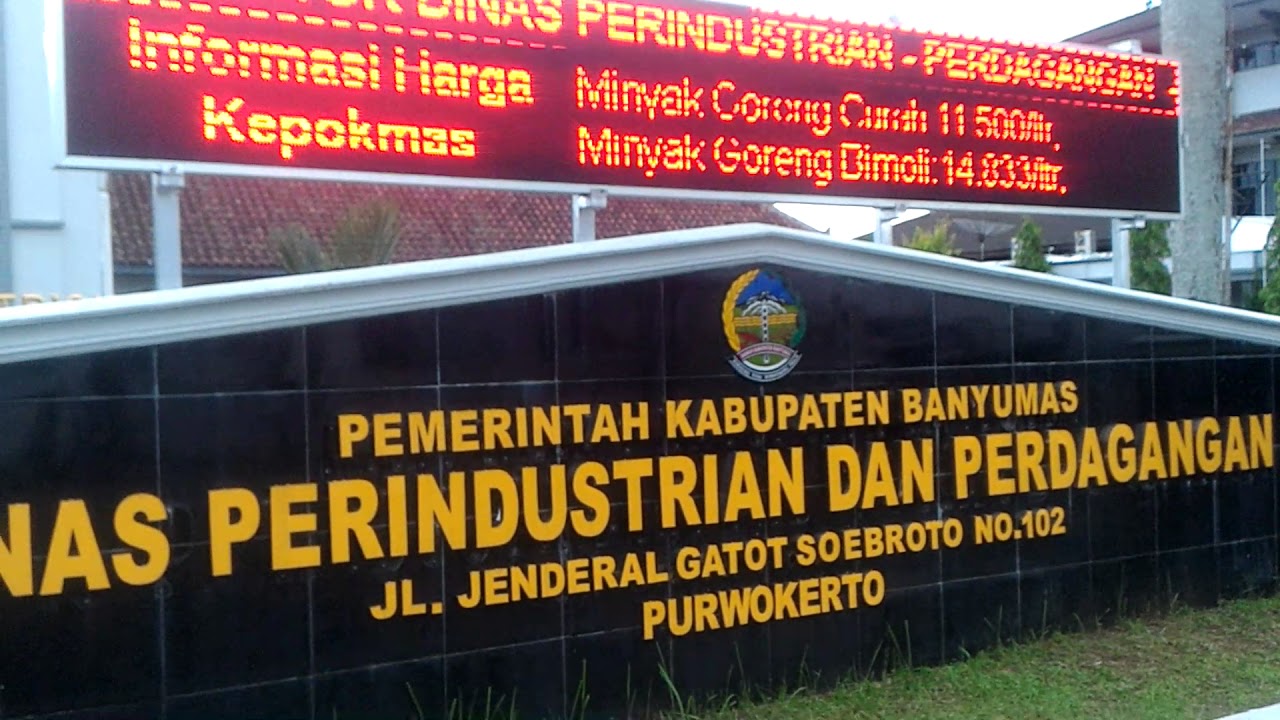 DINAS PERINDUSTRIAN - PERDAGANGAN
Informasi Harga
Kepokmas
Minyak Goreng Curah 11.500/ltr,
Minyak Goreng Bimoli:14.833/ltr,
PEMERINTAH KABUPATEN BANYUMAS
NAS PERINDUSTRIAN DAN PERDAGANGAN
JL. JENDERAL GATOT SOEBROTO NO.102
PURWOKERTO